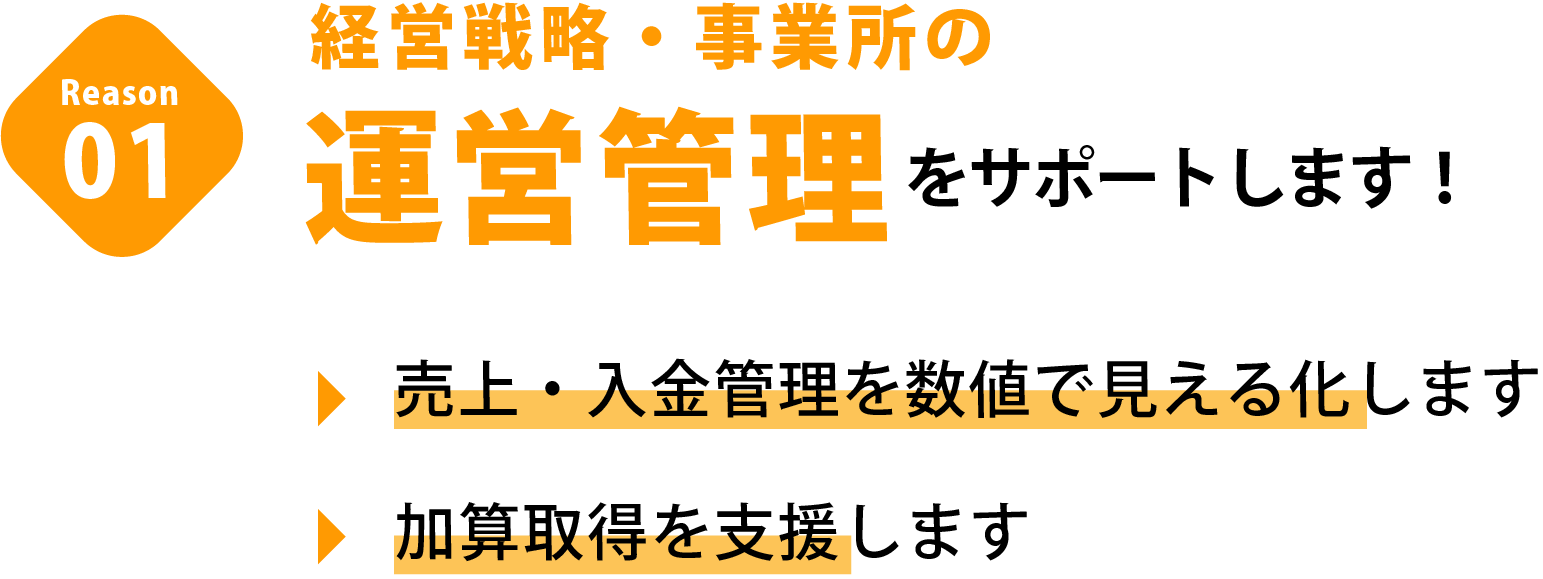 Reason
01
経営戦略・事業所の
運営管理をサポートします！
売上・入金管理を数値で見える化します
加算取得を支援します